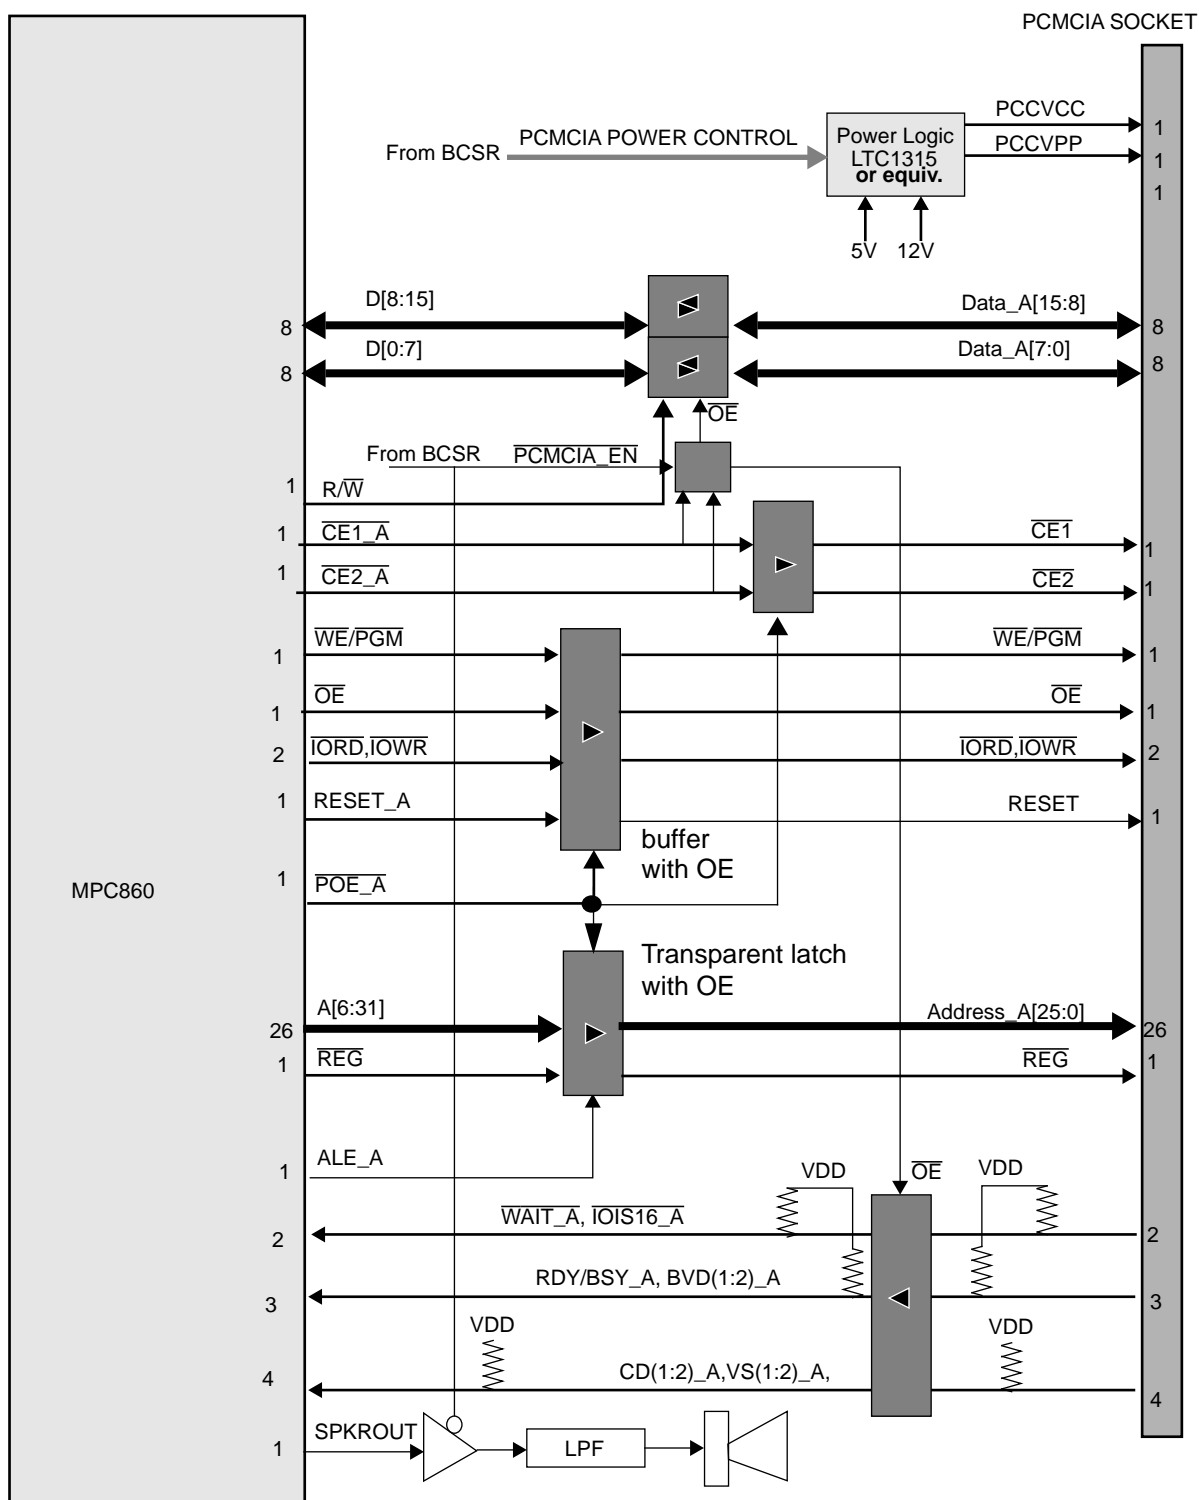 PCMCIA SOCKET
PCCVCC
1
From BCSR PCMCIA POWER CONTROL
Power Logic
LTC1315
or equiv.
PCCVPP
1
1
5V 12V
D[8:15] Data_A[15:8]
8 8
D[0:7] Data_A[7:0]
8 8
OE
From BCSR PCMCIA_EN
1 R/W
1 CE1_A CE1 1
1 CE2_A CE2 1
1 WE/PGM WE/PGM 1
1 OE OE 1
2 IORD,IOWR IORD,IOWR 2
1 RESET_A RESET 1
buffer
with OE
MPC860
1 POE_A
Transparent latch
with OE
26 A[6:31] Address_A[25:0] 26
1 REG REG 1
1 ALE_A
VDD OE VDD
2 WAIT_A, IOIS16_A 2
3 RDY/BSY_A, BVD(1:2)_A 3
VDD VDD
4 CD(1:2)_A,VS(1:2)_A, 4
1 SPKROUT LPF